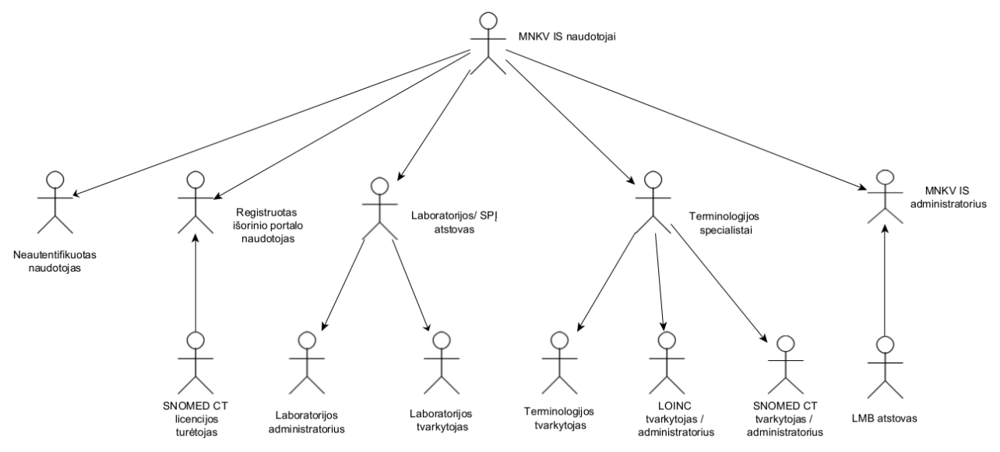 MNKV IS naudotojai
Neautentifikuotas
naudotojas
Registruotas
išorinio portalo
naudotojas
Laboratorijos/ SPĮ
atstovas
Terminologijos
specialistai
MNKV IS
administratorius
SNOMED CT
licencijos
turėtojas
Laboratorijos
administratorius
Laboratorijos
tvarkytojas
Terminologijos
tvarkytojas
LOINC
tvarkytojas /
administratorius
SNOMED CT
tvarkytojas /
administratorius
LMB atstovas